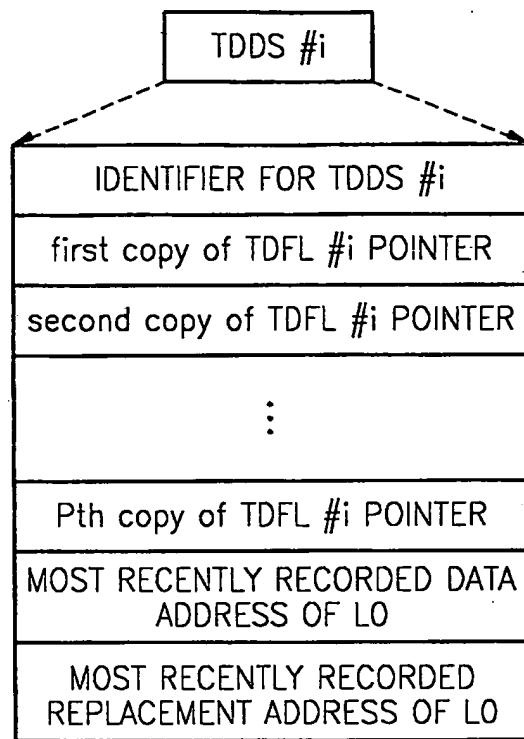 TDDS #i
IDENTIFIER FOR TDDS #i
first copy of TDFL #i POINTER
second copy of TDFL #i POINTER
⋮
Pth copy of TDFL #i POINTER
MOST RECENTLY RECORDED DATA
ADDRESS OF L0
MOST RECENTLY RECORDED
REPLACEMENT ADDRESS OF L0